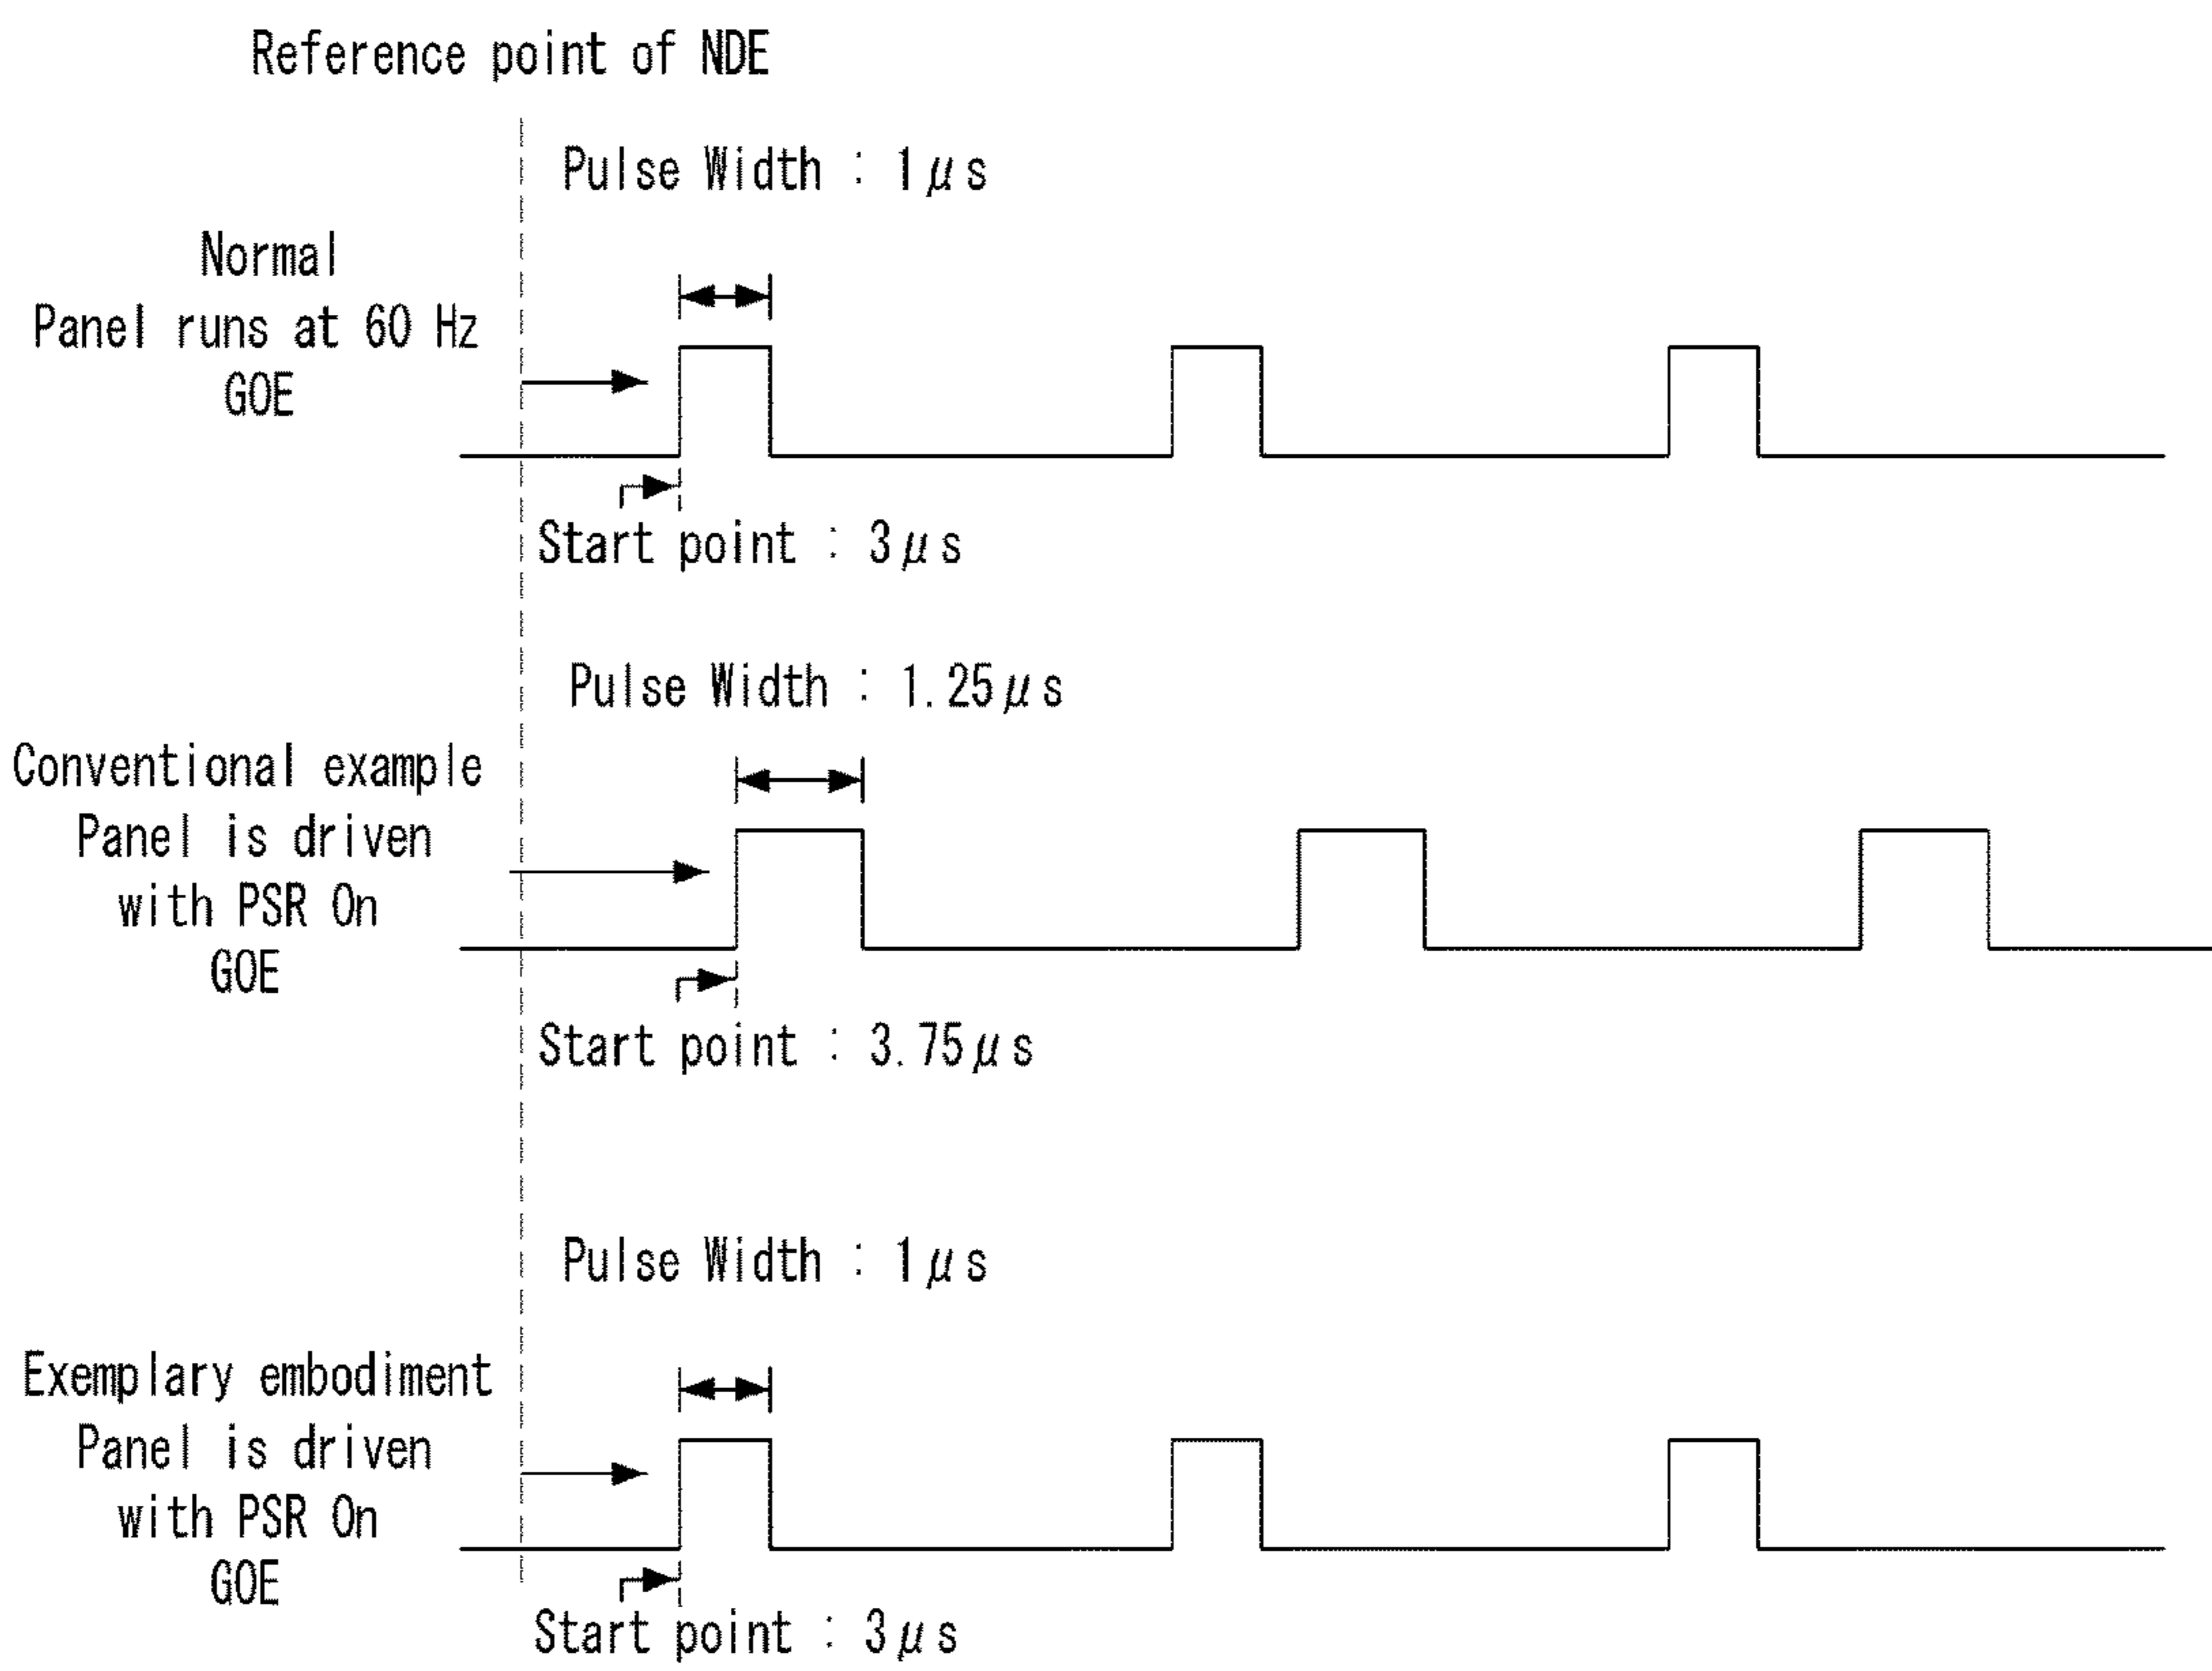 Reference point of NDE
Pulse Width : 1μs
Normal
Panel runs at 60 Hz
GOE
Start point : 3μs
Pulse Width : 1.25μs
Conventional example
Panel is driven
with PSR On
GOE
Start point : 3.75μs
Pulse Width : 1μs
Exemplary embodiment
Panel is driven
with PSR On
GOE
Start point : 3μs